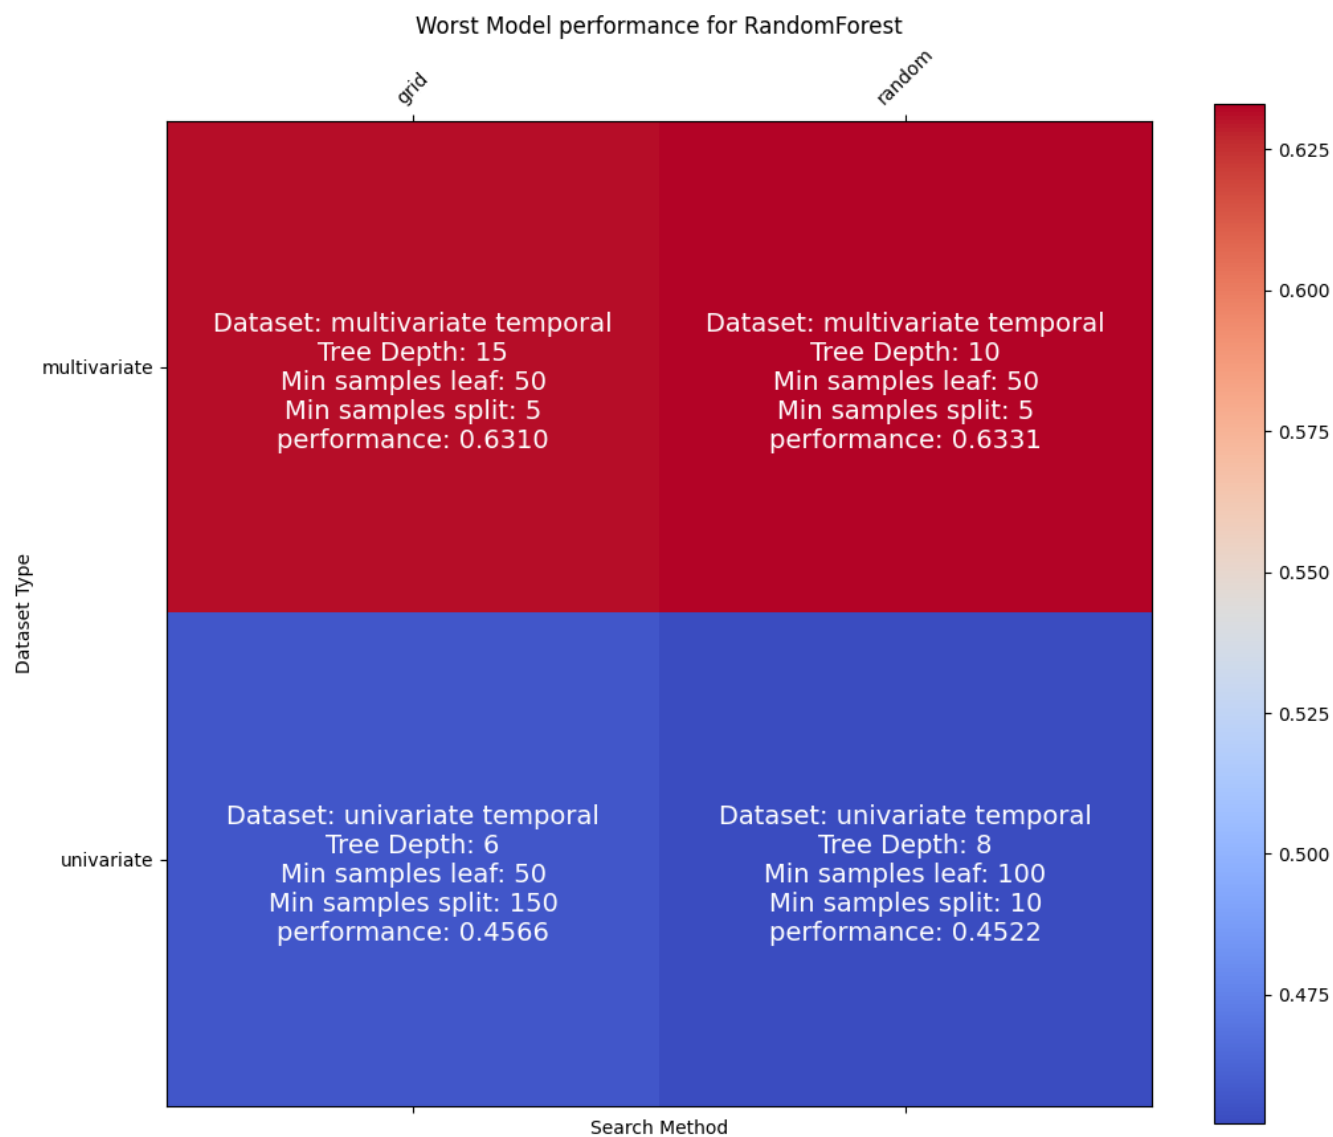 Worst Model performance for RandomForest
grid
random
0.625
0.600
0.575
0.550
0.525
0.500
0.475
Dataset Type
multivariate
Dataset: multivariate temporal
Tree Depth: 15
Min samples leaf: 50
Min samples split: 5
performance: 0.6310
Dataset: multivariate temporal
Tree Depth: 10
Min samples leaf: 50
Min samples split: 5
performance: 0.6331
univariate
Dataset: univariate temporal
Tree Depth: 6
Min samples leaf: 50
Min samples split: 150
performance: 0.4566
Dataset: univariate temporal
Tree Depth: 8
Min samples leaf: 100
Min samples split: 10
performance: 0.4522
Search Method